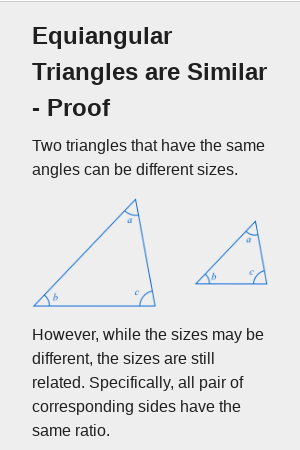 Equiangular
Triangles are Similar
- Proof
Two triangles that have the same
angles can be different sizes.
a
a
b
c
b
c
However, while the sizes may be
different, the sizes are still
related. Specifically, all pair of
corresponding sides have the
same ratio.